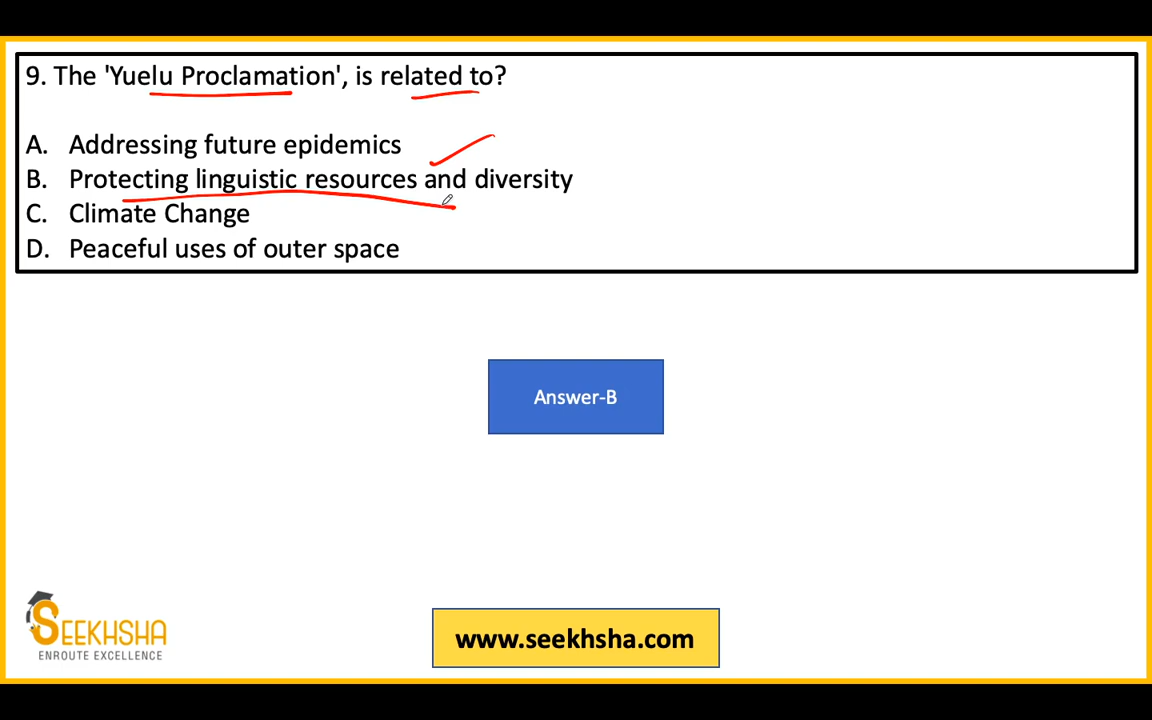 9. The 'Yuelu Proclamation', is related to?
A. Addressing future epidemics
B. Protecting linguistic resources and diversity
C. Climate Change
D. Peaceful uses of outer space
Answer-B
SEEKHSHA
ENROUTE EXCELLENCE
www.seekhsha.com